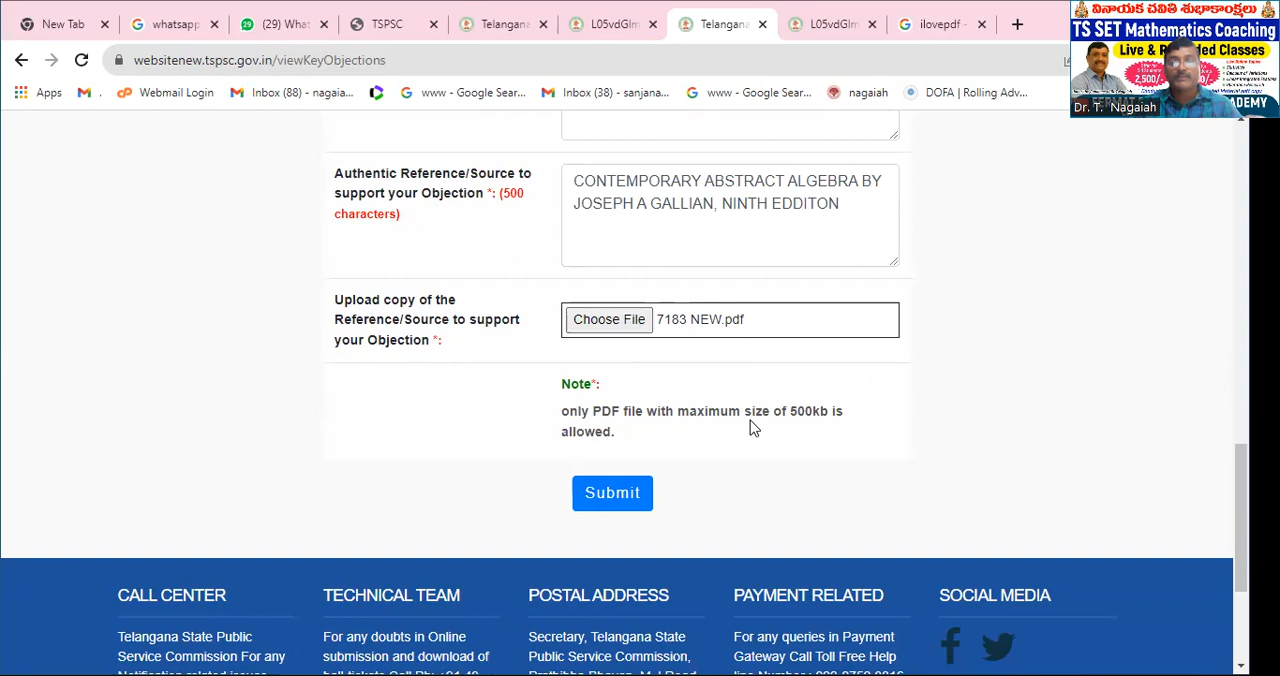 New Tab
whatsapp
(29) What
TSPSC
Telangana
L05vdGlm
Telangana
L05vdGlm
ilovepdf -
websitenew.tspsc.gov.in/viewKeyObjections
Apps
M .
Webmail Login
Inbox (88) - nagaia...
www - Google Sear...
Inbox (38) - sanjana...
www - Google Sear...
nagaiah
DOFA | Rolling Adv...
వినాయక చవితి శుభాకాంక్షలు
TS SET Mathematics Coaching
Dr. T. Nagaiah
Authentic Reference/Source to
support your Objection *: (500
characters)
CONTEMPORARY ABSTRACT ALGEBRA BY
JOSEPH A GALLIAN, NINTH EDDITON
Upload copy of the
Reference/Source to support
your Objection *:
Choose File 7183 NEW.pdf
Note*:
only PDF file with maximum size of 500kb is
allowed.
Submit
CALL CENTER
Telangana State Public
Service Commission For any
TECHNICAL TEAM
For any doubts in Online
submission and download of
POSTAL ADDRESS
Secretary, Telangana State
Public Service Commission,
PAYMENT RELATED
For any queries in Payment
Gateway Call Toll Free Help
SOCIAL MEDIA